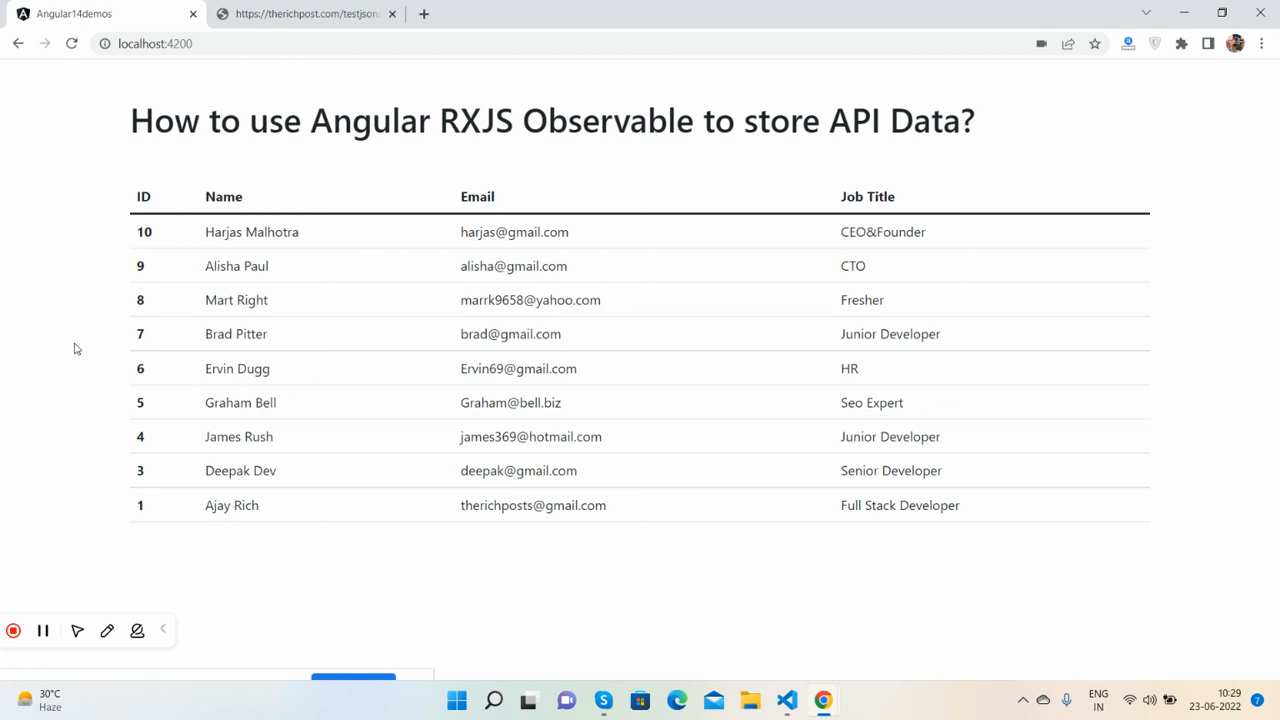 Angular14demos
https://therichpost.com/testjson
localhost:4200
How to use Angular RXJS Observable to store API Data?
ID Name Email Job Title
10 Harjas Malhotra harjas@gmail.com CEO&Founder
9 Alisha Paul alisha@gmail.com CTO
8 Mart Right marrk9658@yahoo.com Fresher
7 Brad Pitter brad@gmail.com Junior Developer
6 Ervin Dugg Ervin69@gmail.com HR
5 Graham Bell Graham@bell.biz Seo Expert
4 James Rush james369@hotmail.com Junior Developer
3 Deepak Dev deepak@gmail.com Senior Developer
1 Ajay Rich therichposts@gmail.com Full Stack Developer
30°C
Haze
ENG
IN
10:29
23-06-2022
7